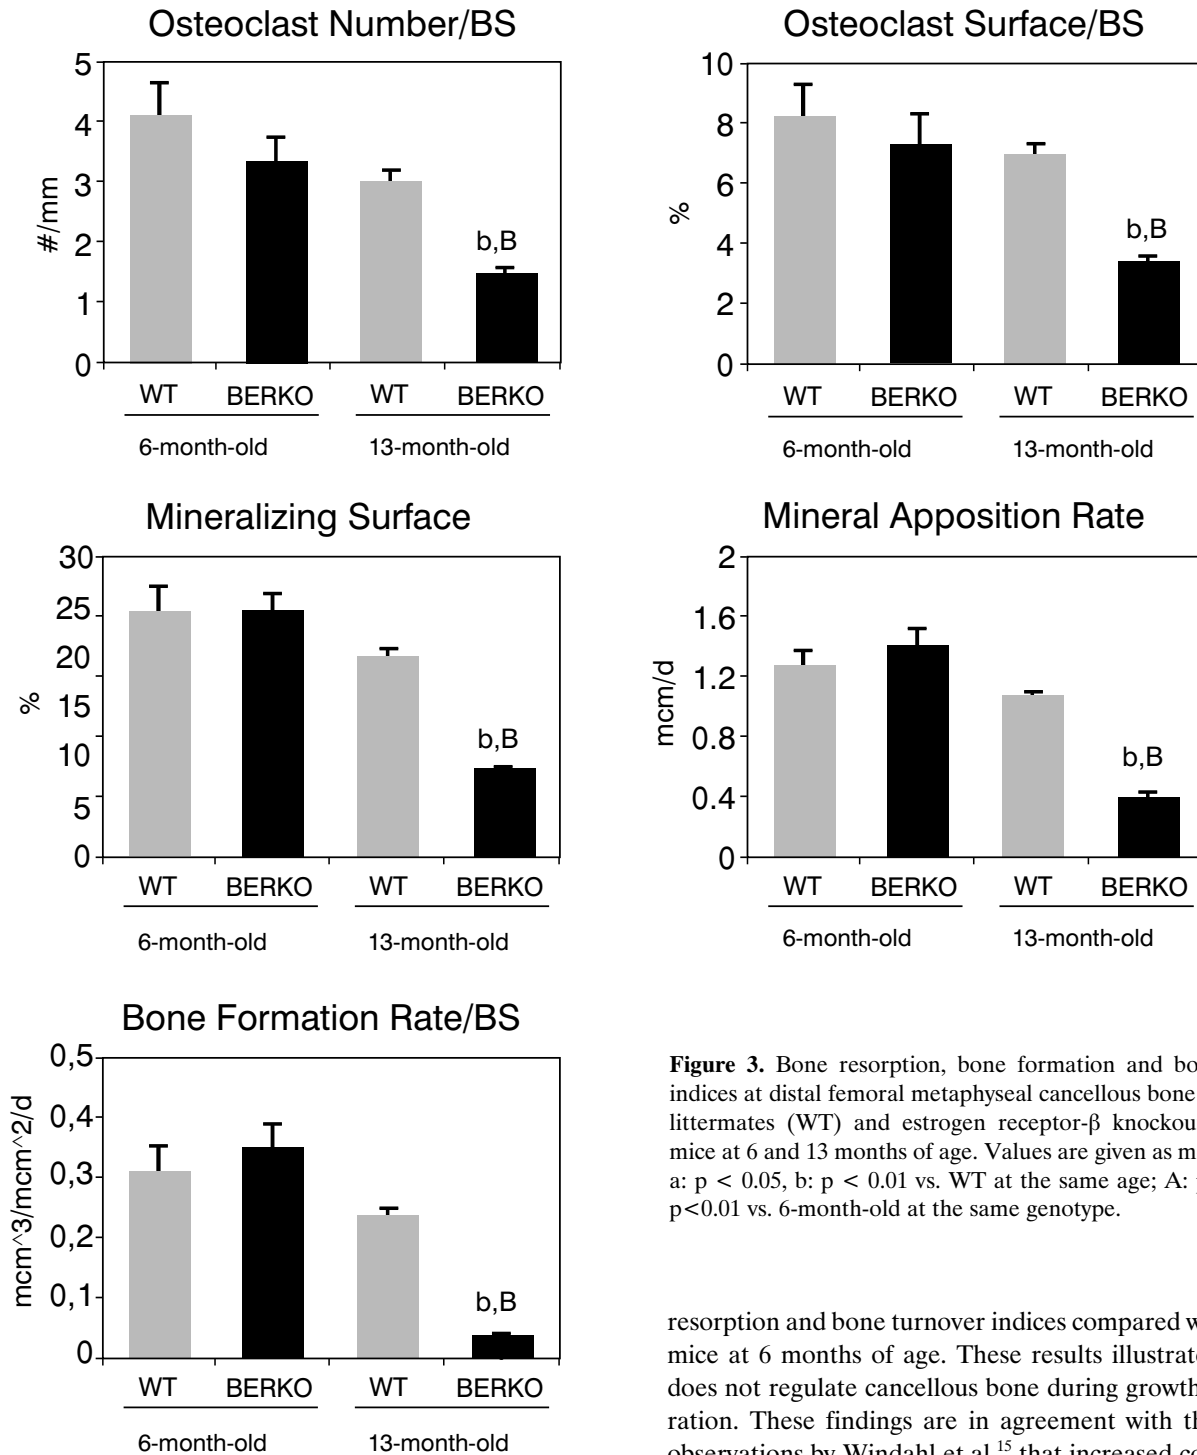 Osteoclast Number/BS
5
4
3
2
1
0
#/mm
b,B
WT BERKO WT BERKO
6-month-old 13-month-old
Osteoclast Surface/BS
10
8
6
4
2
0
%
b,B
WT BERKO WT BERKO
6-month-old 13-month-old
Mineralizing Surface
30
25
20
15
10
5
0
%
b,B
WT BERKO WT BERKO
6-month-old 13-month-old
Mineral Apposition Rate
2
1.6
1.2
0.8
0.4
0
mcm/d
b,B
WT BERKO WT BERKO
6-month-old 13-month-old
Bone Formation Rate/BS
0,5
0,4
0,3
0,2
0,1
0
mcm^3/mcm^2/d
b,B
WT BERKO WT BERKO
6-month-old 13-month-old
Figure 3. Bone resorption, bone formation and bo
indices at distal femoral metaphyseal cancellous bone
littermates (WT) and estrogen receptor-β knockou
mice at 6 and 13 months of age. Values are given as m
a: p < 0.05, b: p < 0.01 vs. WT at the same age; A:
p<0.01 vs. 6-month-old at the same genotype.
resorption and bone turnover indices compared w
mice at 6 months of age. These results illustrat
does not regulate cancellous bone during growth
ration. These findings are in agreement with th
observations by Windahl et al.15 that increased co